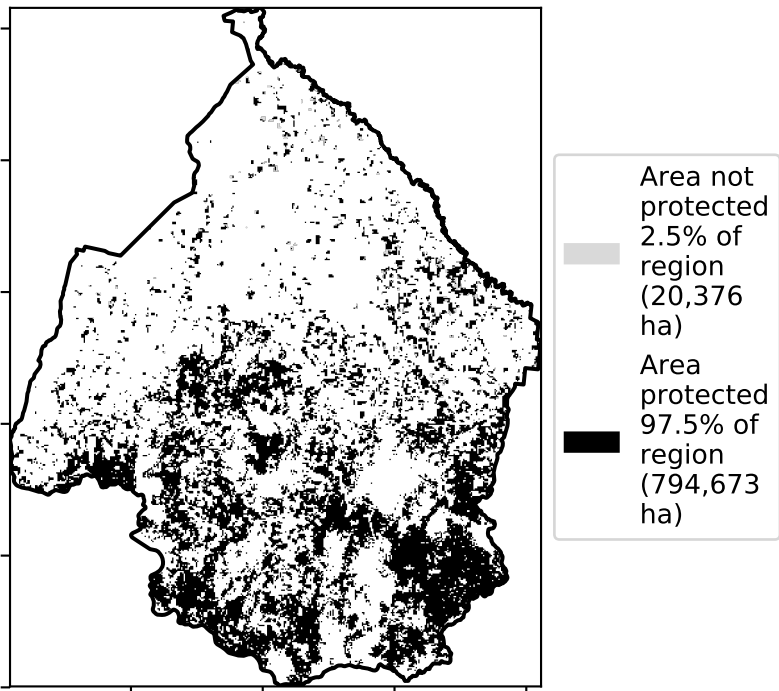 Area not
protected
2.5% of
region
(20,376
ha)
Area
protected
97.5% of
region
(794,673
ha)